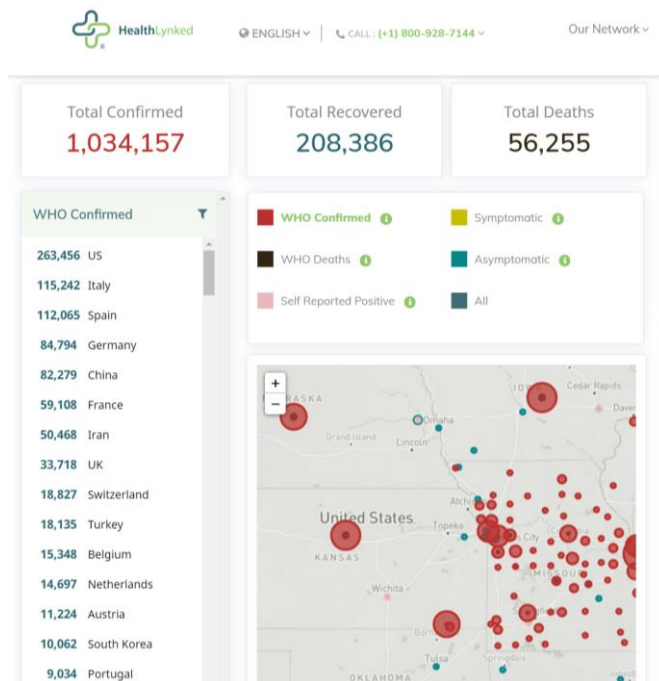 HealthLynked
ENGLISH
CALL : (+1) 800-928-7144
Our Network
Total Confirmed
1,034,157
Total Recovered
208,386
Total Deaths
56,255
WHO Confirmed
263,456 US
115,242 Italy
112,065 Spain
84,794 Germany
82,279 China
59,108 France
50,468 Iran
33,718 UK
18,827 Switzerland
18,135 Turkey
15,348 Belgium
14,697 Netherlands
11,224 Austria
10,062 South Korea
9,034 Portugal
WHO Confirmed
Symptomatic
WHO Deaths
Asymptomatic
Self Reported Positive
All
+
−
Cedar Rapids
Omaha
Grand Island
Lincoln
United States
Topeka
KANSAS
Wichita
Tulsa
Springdale
OKLAHOMA